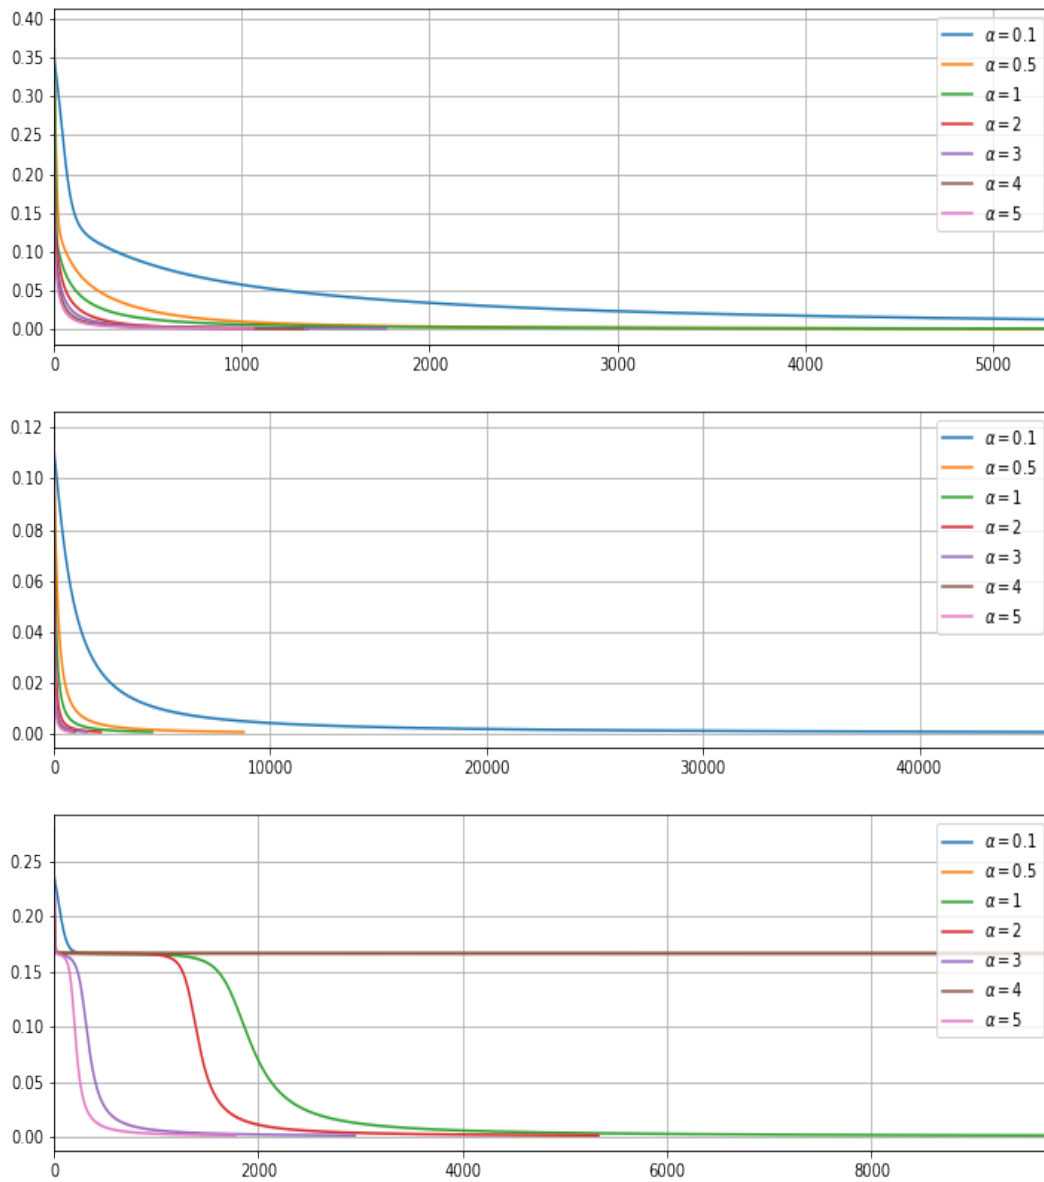 0.40
0.35
0.30
0.25
0.20
0.15
0.10
0.05
0.00
0 1000 2000 3000 4000 5000
α = 0.1
α = 0.5
α = 1
α = 2
α = 3
α = 4
α = 5
0.12
0.10
0.08
0.06
0.04
0.02
0.00
0 10000 20000 30000 40000
α = 0.1
α = 0.5
α = 1
α = 2
α = 3
α = 4
α = 5
0.25
0.20
0.15
0.10
0.05
0.00
0 2000 4000 6000 8000
α = 0.1
α = 0.5
α = 1
α = 2
α = 3
α = 4
α = 5